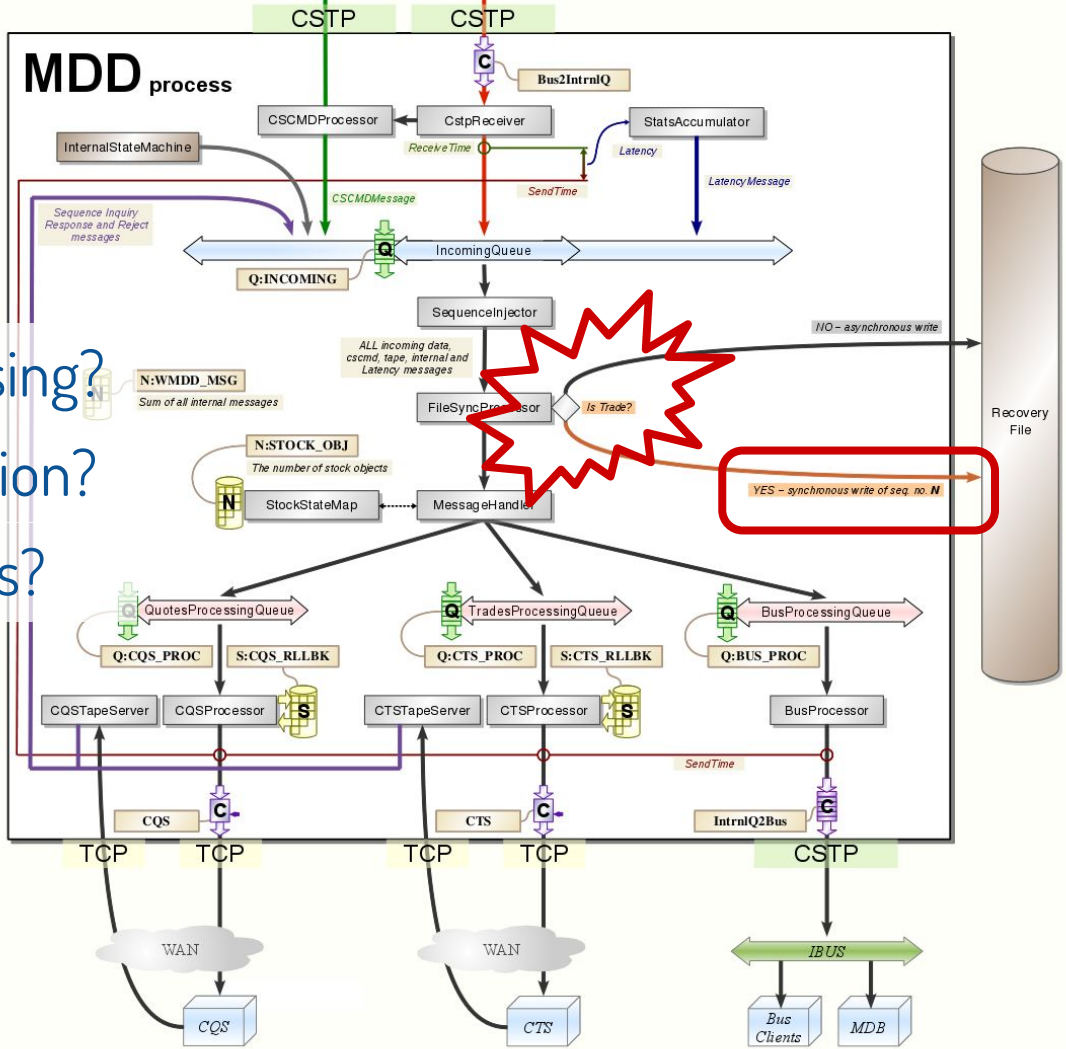 CSTP
CSTP
MDD process
C
Bus2IntrnlQ
CSCMDProcessor
CstpReceiver
StatsAccumulator
InternalStateMachine
ReceiveTime
Latency
SendTime
LatencyMessage
CSCMDMessage
Sequence Inquiry
Response and Reject
messages
Q
IncomingQueue
Q:INCOMING
SequenceInjector
NO – asynchronous write
ALL incoming data,
cscmd, tape, internal and
Latency messages
sing?
N
N:WMDD_MSG
Sum of all internal messages
FileSyncProcessor
Is Trade?
Recovery
File
N:STOCK_OBJ
The number of stock objects
tion?
YES – synchronous write of seq. no. N
N
StockStateMap
MessageHandler
s?
Q
QuotesProcessingQueue
Q
TradesProcessingQueue
Q
BusProcessingQueue
Q:CQS_PROC
S:CQS_RLLBK
Q:CTS_PROC
S:CTS_RLLBK
Q:BUS_PROC
CQSTapeServer
CQSProcessor
S
CTSTapeServer
CTSProcessor
S
BusProcessor
SendTime
CQS
C
CTS
C
IntrnlQ2Bus
C
TCP
TCP
TCP
TCP
CSTP
WAN
WAN
IBUS
CQS
CTS
Bus
Clients
MDB